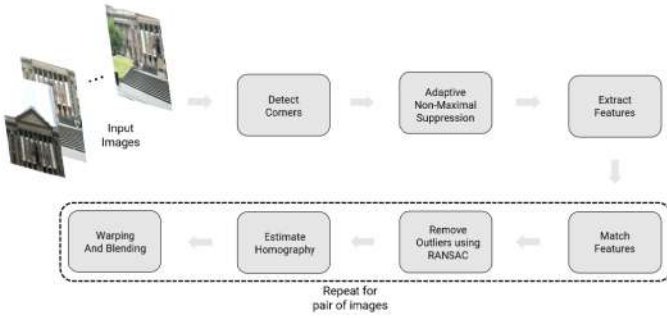 Input
Images
Detect
Corners
Adaptive
Non-Maximal
Suppression
Extract
Features
Warping
And Blending
Estimate
Homography
Remove
Outliers using
RANSAC
Match
Features
Repeat for
pair of images